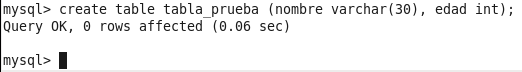 mysql> create table tabla_prueba (nombre varchar(30), edad int);
Query OK, 0 rows affected (0.06 sec)
mysql>